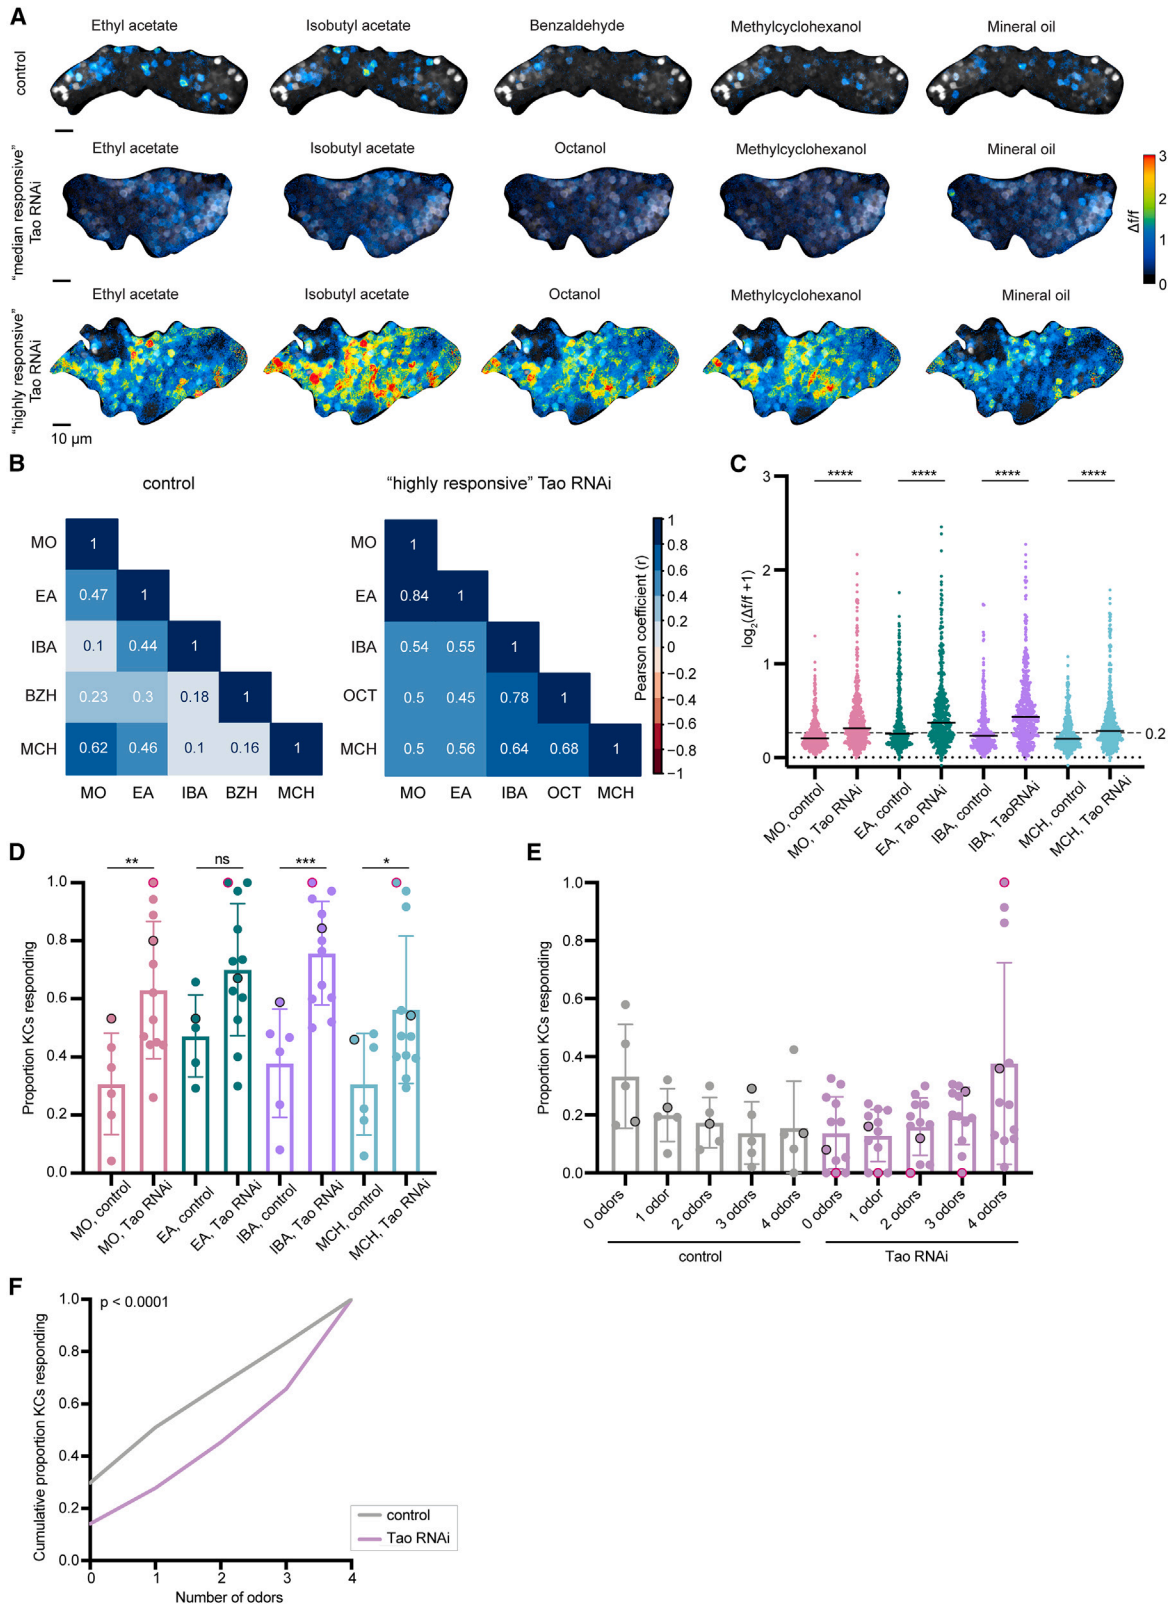 A
Ethyl acetate Isobutyl acetate Benzaldehyde Methylcyclohexanol Mineral oil
control
Ethyl acetate Isobutyl acetate Octanol Methylcyclohexanol Mineral oil
“median responsive”
Tao RNAi
3
2
1
0
Δf/f
Ethyl acetate Isobutyl acetate Octanol Methylcyclohexanol Mineral oil
“highly responsive”
Tao RNAi
10 µm
B
control
MO 1
EA 0.47 1
IBA 0.1 0.44 1
BZH 0.23 0.3 0.18 1
MCH 0.62 0.46 0.1 0.16 1
MO EA IBA BZH MCH
“highly responsive” Tao RNAi
MO 1
EA 0.84 1
IBA 0.54 0.55 1
OCT 0.5 0.45 0.78 1
MCH 0.5 0.56 0.64 0.68 1
MO EA IBA OCT MCH
Pearson coefficient (r)
1
0.8
0.6
0.4
0.2
0
−0.2
−0.4
−0.6
−0.8
−1
C
**** **** **** ****
log2(Δf/f +1)
3
2
1
0
0.2
MO, control
MO, Tao RNAi
EA, control
EA, Tao RNAi
IBA, control
IBA, TaoRNAi
MCH, control
MCH, Tao RNAi
D
** ns *** *
Proportion KCs responding
1.0
0.8
0.6
0.4
0.2
0.0
MO, control
MO, Tao RNAi
EA, control
EA, Tao RNAi
IBA, control
IBA, Tao RNAi
MCH, control
MCH, Tao RNAi
E
Proportion KCs responding
1.0
0.8
0.6
0.4
0.2
0.0
0 odors
1 odor
2 odors
3 odors
4 odors
0 odors
1 odor
2 odors
3 odors
4 odors
control Tao RNAi
F
p < 0.0001
Cumulative proportion KCs responding
1.0
0.8
0.6
0.4
0.2
0.0
0 1 2 3 4
Number of odors
control
Tao RNAi